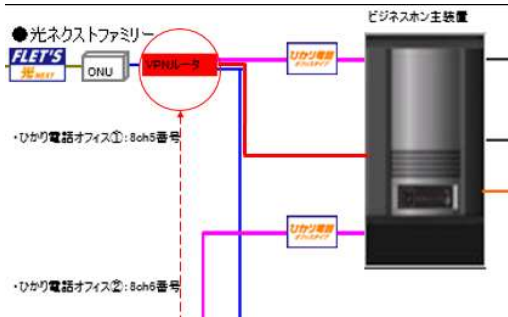 ビジネスホン主装置
●光ネクストファミリー
FLET'S
光NEXT
ONU
VPNルータ
ひかり電話
オフィスタイプ
・ひかり電話オフィス①：8ch5番号
ひかり電話
オフィスタイプ
・ひかり電話オフィス②：8ch6番号